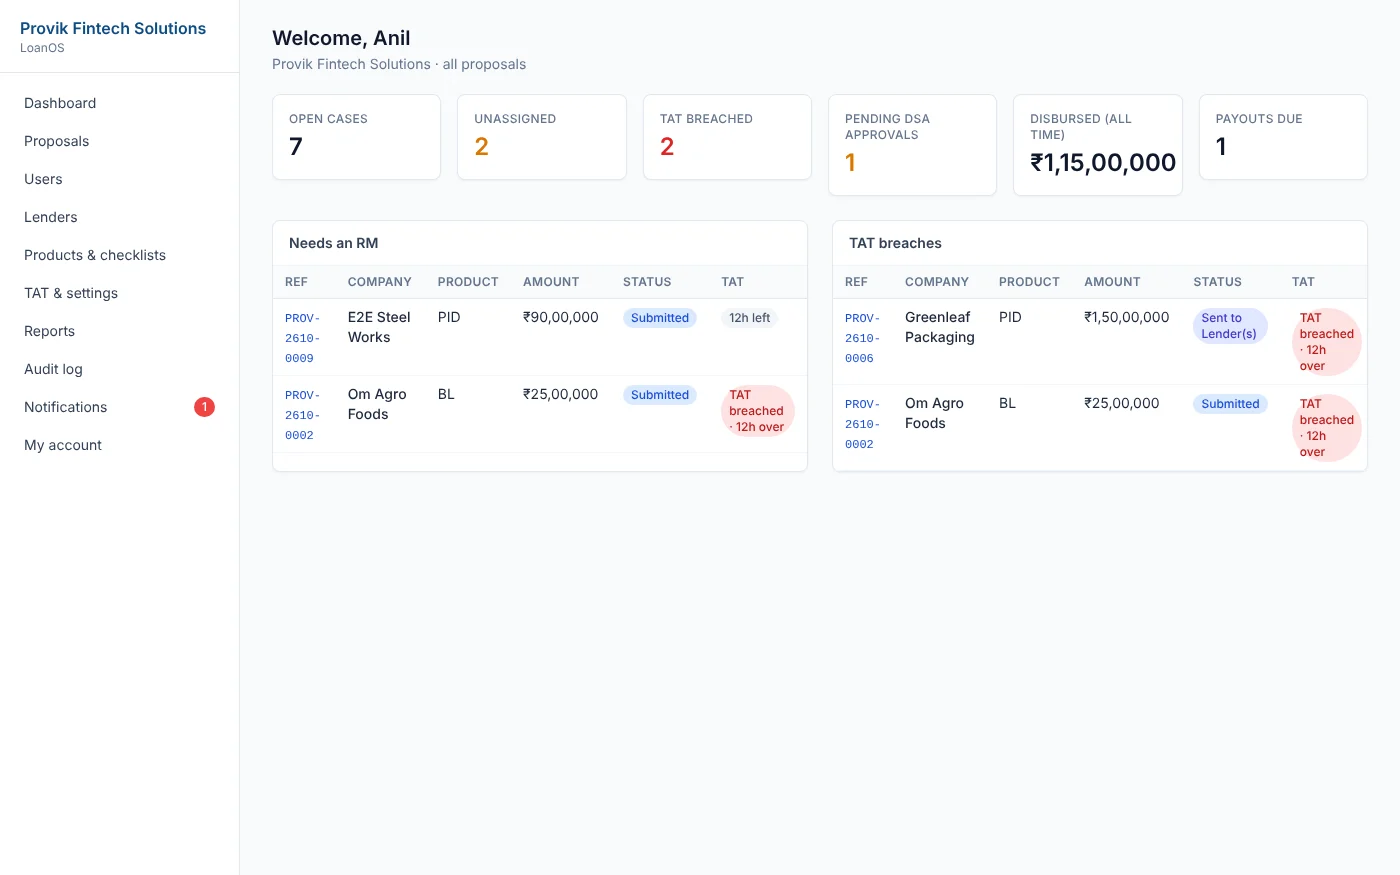 Provik Fintech Solutions
LoanOS
Dashboard
Proposals
Users
Lenders
Products & checklists
TAT & settings
Reports
Audit log
Notifications 1
My account
Welcome, Anil
Provik Fintech Solutions · all proposals
OPEN CASES
7
UNASSIGNED
2
TAT BREACHED
2
PENDING DSA
APPROVALS
1
DISBURSED (ALL
TIME)
₹1,15,00,000
PAYOUTS DUE
1
Needs an RM
REF COMPANY PRODUCT AMOUNT STATUS TAT
PROV- E2E Steel PID ₹90,00,000 Submitted 12h left
2610- Works
0009
PROV- Om Agro BL ₹25,00,000 Submitted TAT
2610- Foods breached
0002 · 12h over
TAT breaches
REF COMPANY PRODUCT AMOUNT STATUS TAT
PROV- Greenleaf PID ₹1,50,00,000 Sent to TAT
2610- Packaging Lender(s) breached
0006 · 12h
over
PROV- Om Agro BL ₹25,00,000 Submitted TAT
2610- Foods breached
0002 · 12h
over